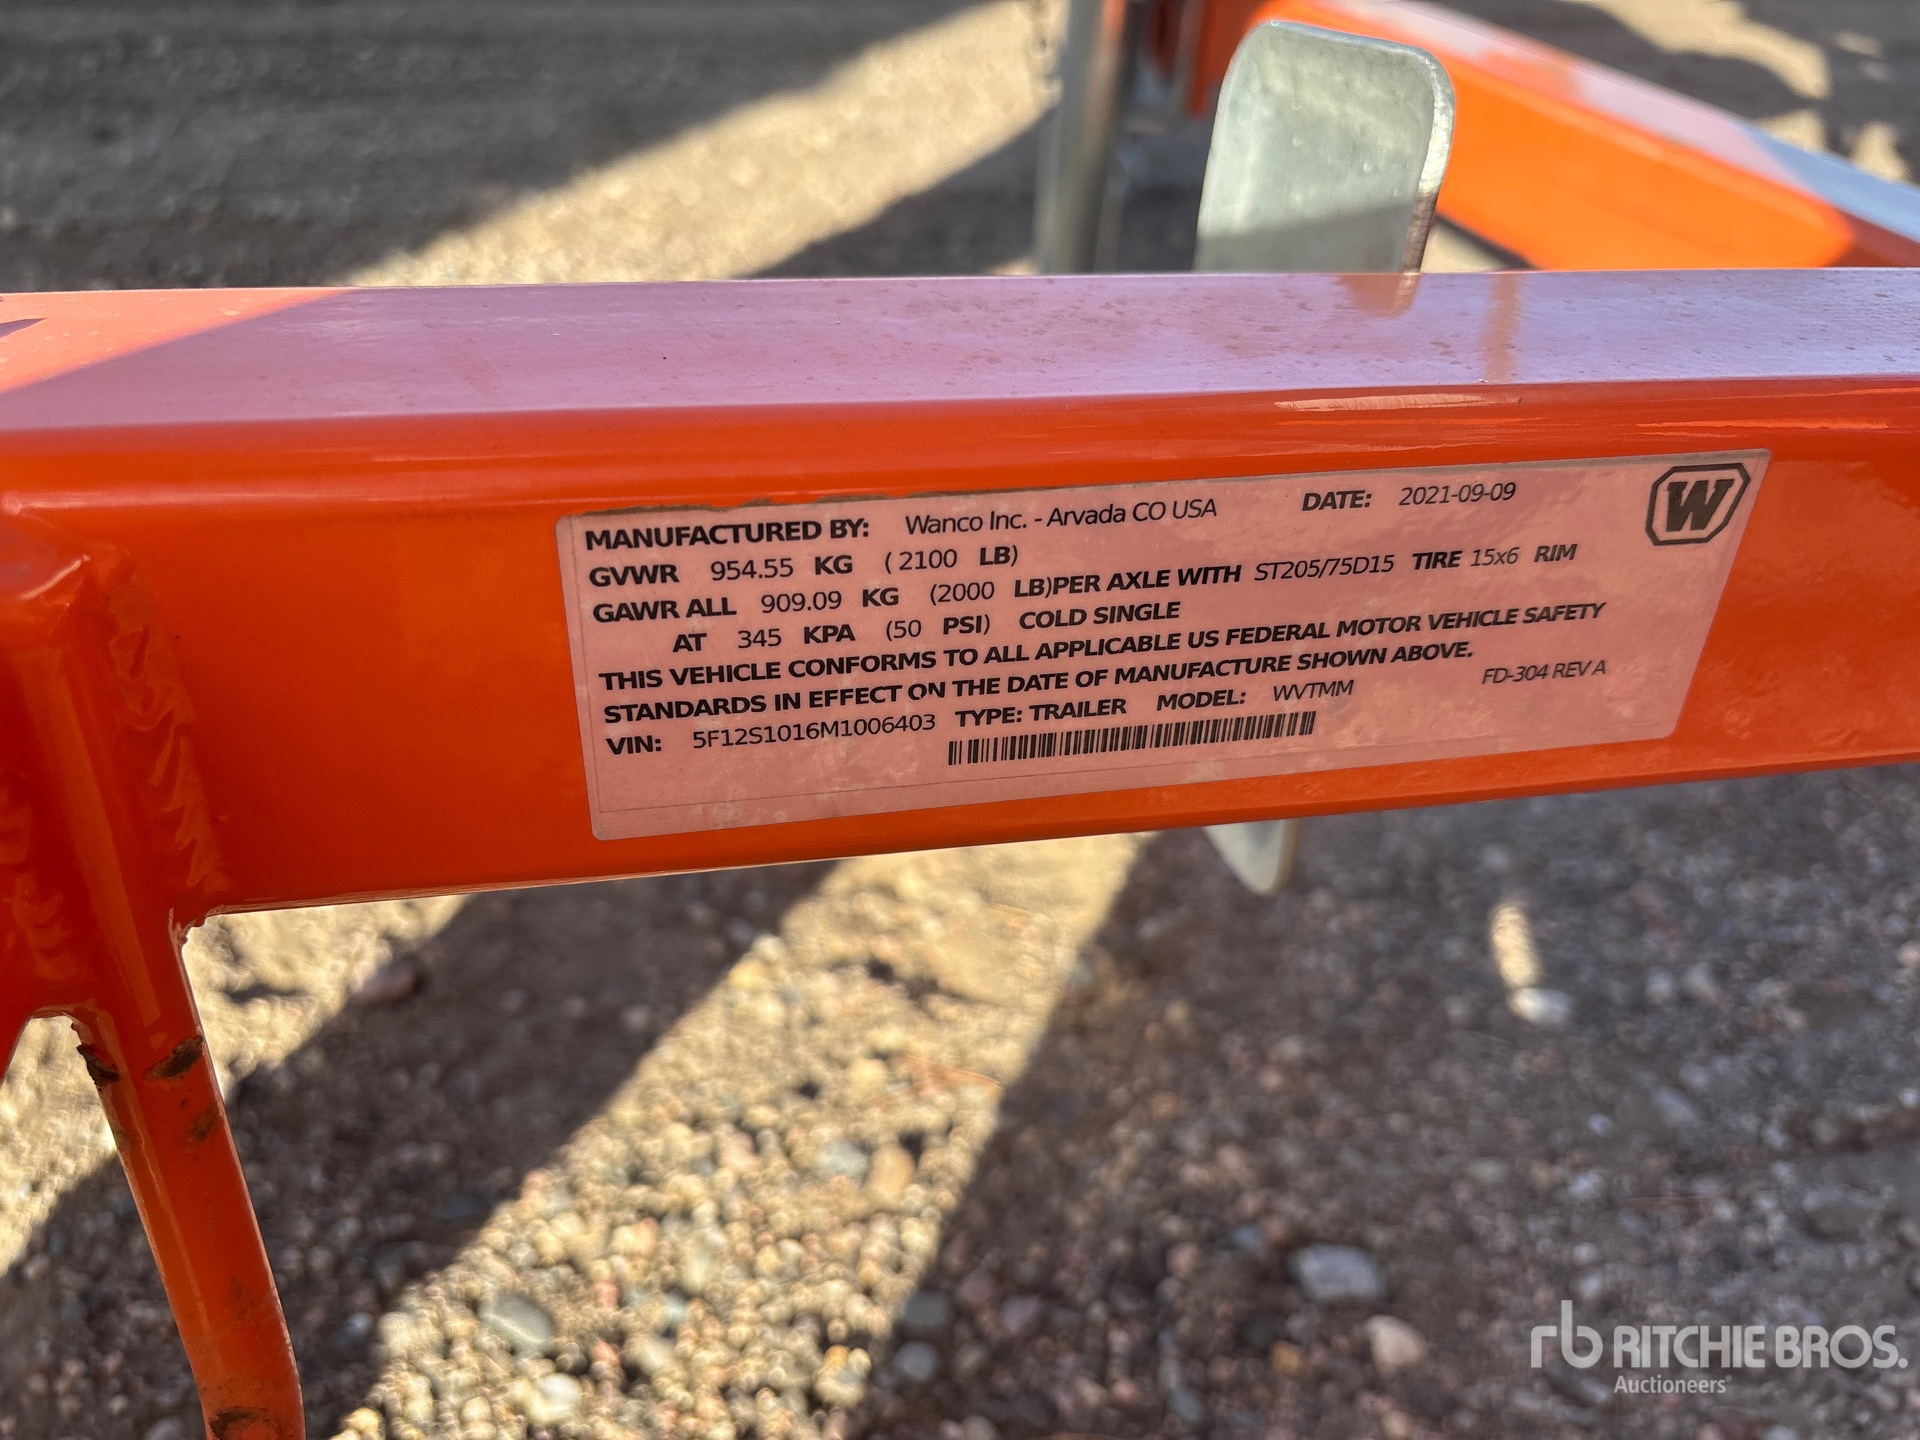 MANUFACTURED BY: Wanco Inc. - Arvada CO USA DATE: 2021-09-09 W
GVWR 954.55 KG ( 2100 LB)
GAWR ALL 909.09 KG (2000 LB)PER AXLE WITH ST205/75D15 TIRE 15x6 RIM
AT 345 KPA (50 PSI) COLD SINGLE
THIS VEHICLE CONFORMS TO ALL APPLICABLE US FEDERAL MOTOR VEHICLE SAFETY
STANDARDS IN EFFECT ON THE DATE OF MANUFACTURE SHOWN ABOVE.
VIN: 5F12S1016M1006403 TYPE: TRAILER MODEL: WVTMM FD-304 REV A
rb RITCHIE BROS.
Auctioneers